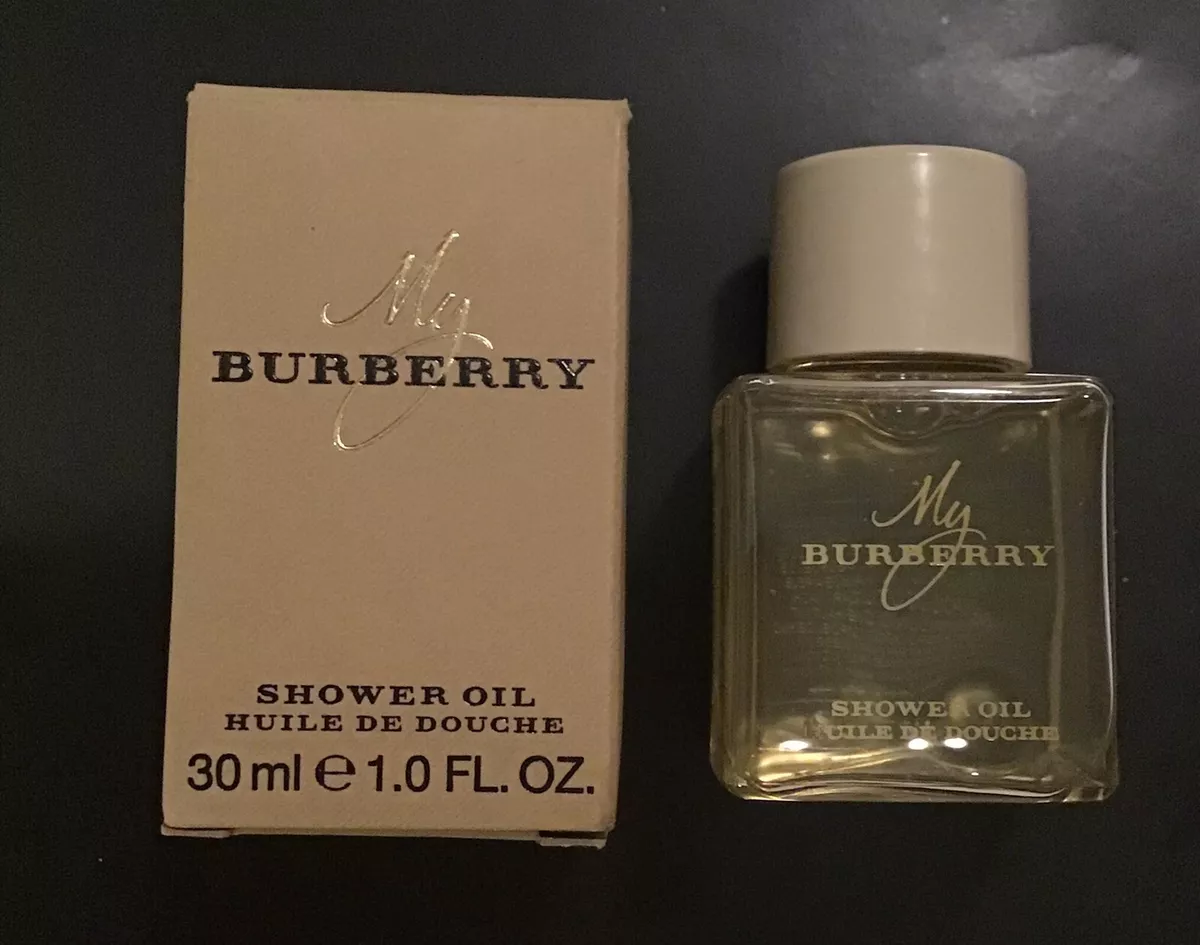 My
BURBERRY
SHOWER OIL
HUILE DE DOUCHE
30 ml ℮ 1.0 FL. OZ.
My
BURBERRY
SHOWER OIL
HUILE DE DOUCHE